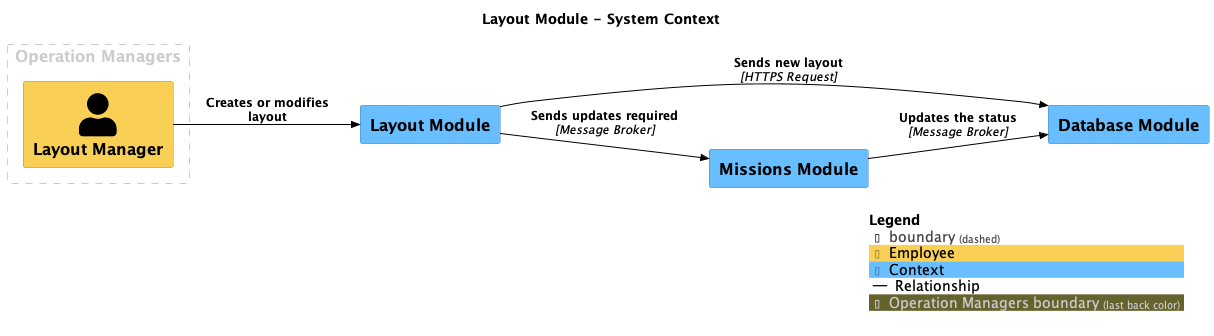 Layout Module - System Context
Operation Managers
Layout Manager
Creates or modifies
layout
Layout Module
Sends new layout
[HTTPS Request]
Sends updates required
[Message Broker]
Missions Module
Updates the status
[Message Broker]
Database Module
Legend
▯ boundary (dashed)
▯ Employee
▯ Context
— Relationship
▯ Operation Managers boundary (last back color)